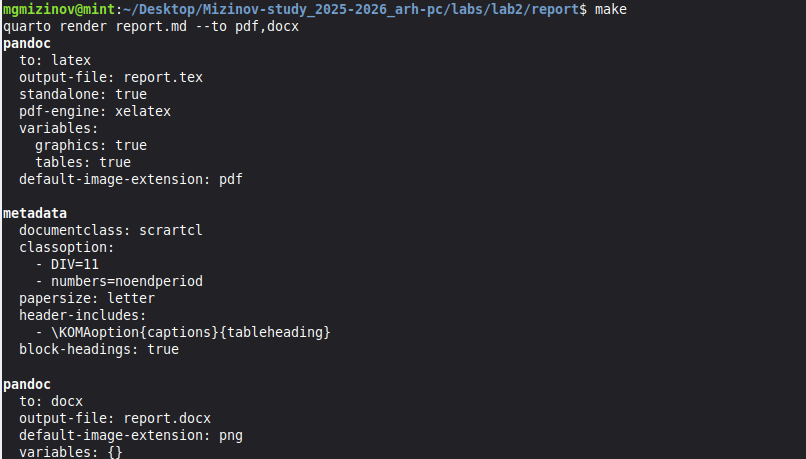 mgmizinov@mint:~/Desktop/Mizinov-study_2025-2026_arh-pc/labs/lab2/report$ make
quarto render report.md --to pdf,docx
pandoc
  to: latex
  output-file: report.tex
  standalone: true
  pdf-engine: xelatex
  variables:
    graphics: true
    tables: true
  default-image-extension: pdf

metadata
  documentclass: scrartcl
  classoption:
    - DIV=11
    - numbers=noendperiod
  papersize: letter
  header-includes:
    - \KOMAoption{captions}{tableheading}
  block-headings: true

pandoc
  to: docx
  output-file: report.docx
  default-image-extension: png
  variables: {}